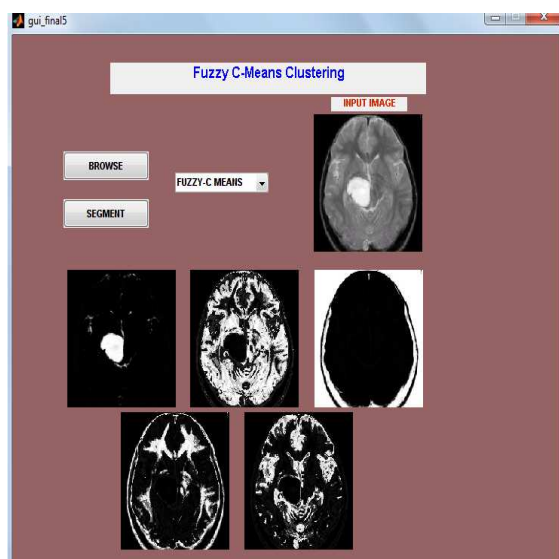 gui_final5
Fuzzy C-Means Clustering
INPUT IMAGE
BROWSE
FUZZY-C MEANS
SEGMENT